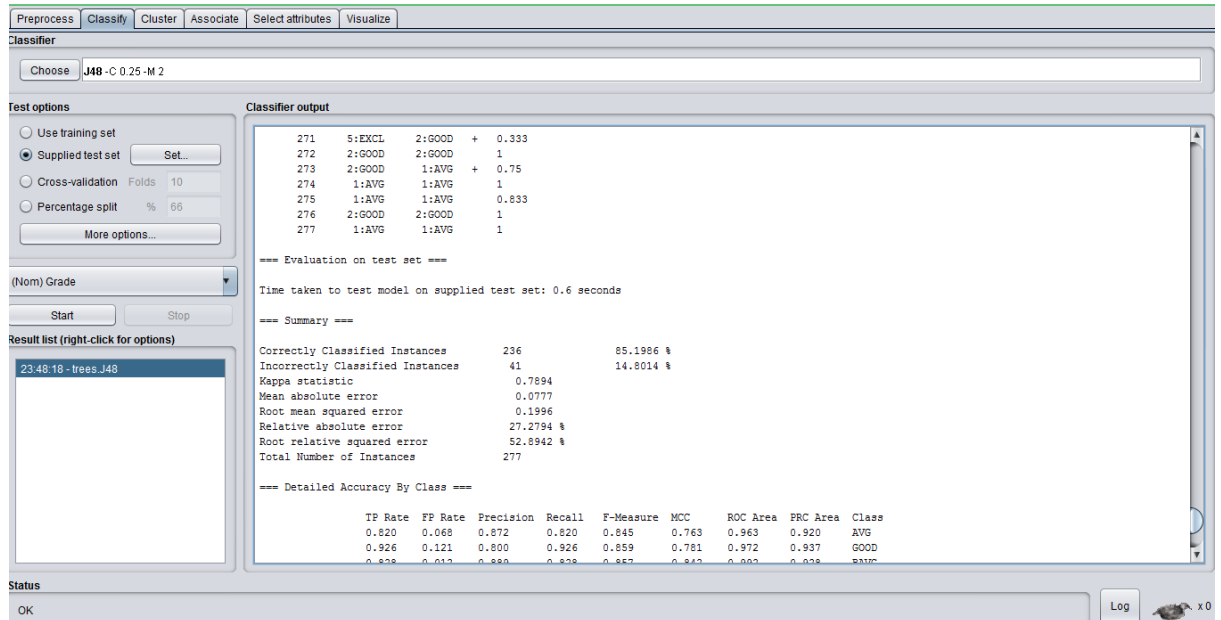 Preprocess Classify Cluster Associate Select attributes Visualize
Classifier
Choose J48 -C 0.25 -M 2
Test options
Use training set
Supplied test set Set...
Cross-validation Folds 10
Percentage split % 66
More options...
(Nom) Grade
Start Stop
Result list (right-click for options)
23:48:18 - trees.J48
Classifier output
271 5:EXCL 2:GOOD + 0.333
272 2:GOOD 2:GOOD 1
273 2:GOOD 1:AVG + 0.75
274 1:AVG 1:AVG 1
275 1:AVG 1:AVG 0.833
276 2:GOOD 2:GOOD 1
277 1:AVG 1:AVG 1
=== Evaluation on test set ===
Time taken to test model on supplied test set: 0.6 seconds
=== Summary ===
Correctly Classified Instances 236 85.1986 %
Incorrectly Classified Instances 41 14.8014 %
Kappa statistic 0.7894
Mean absolute error 0.0777
Root mean squared error 0.1996
Relative absolute error 27.2794 %
Root relative squared error 52.8942 %
Total Number of Instances 277
=== Detailed Accuracy By Class ===
TP Rate FP Rate Precision Recall F-Measure MCC ROC Area PRC Area Class
0.820 0.068 0.872 0.820 0.845 0.763 0.963 0.920 AVG
0.926 0.121 0.800 0.926 0.859 0.781 0.972 0.937 GOOD
Status
OK
Log x 0